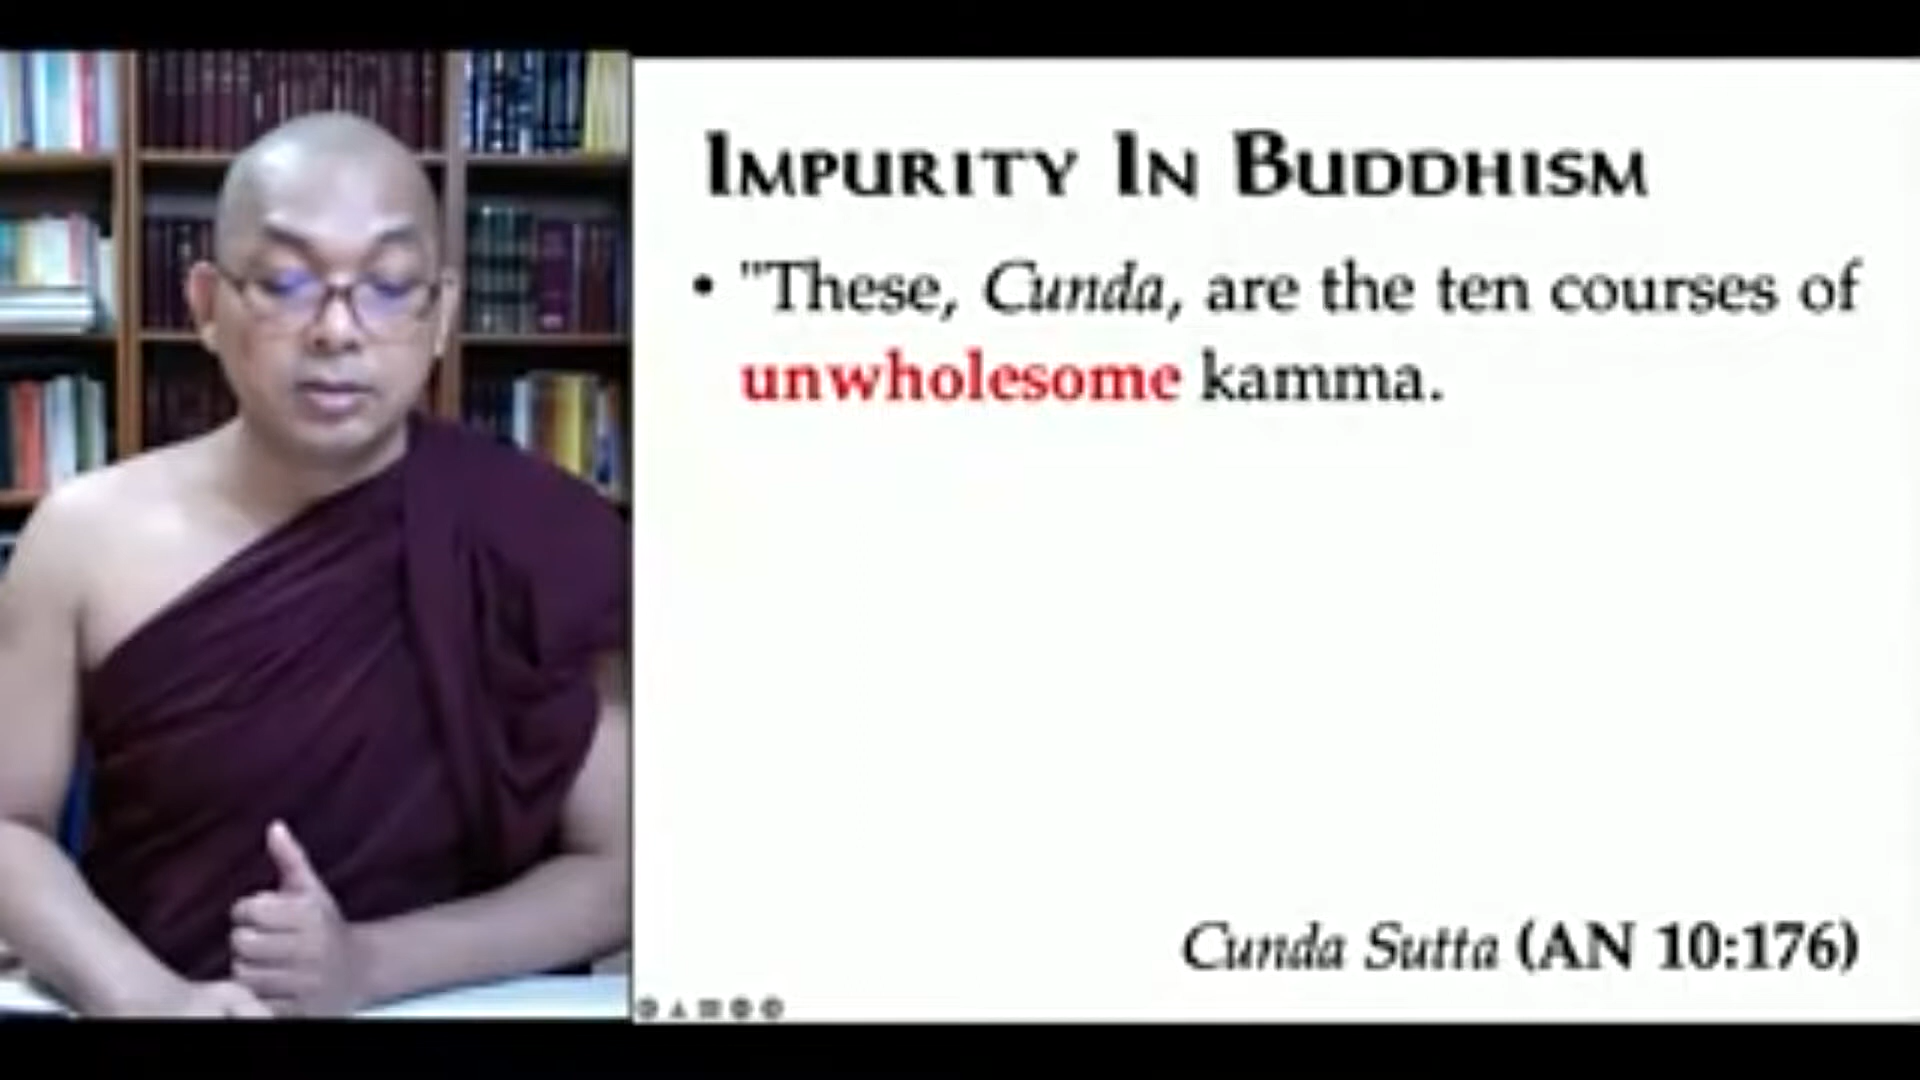 IMPURITY IN BUDDHISM
• "These, Cunda, are the ten courses of
unwholesome kamma.
Cunda Sutta (AN 10:176)